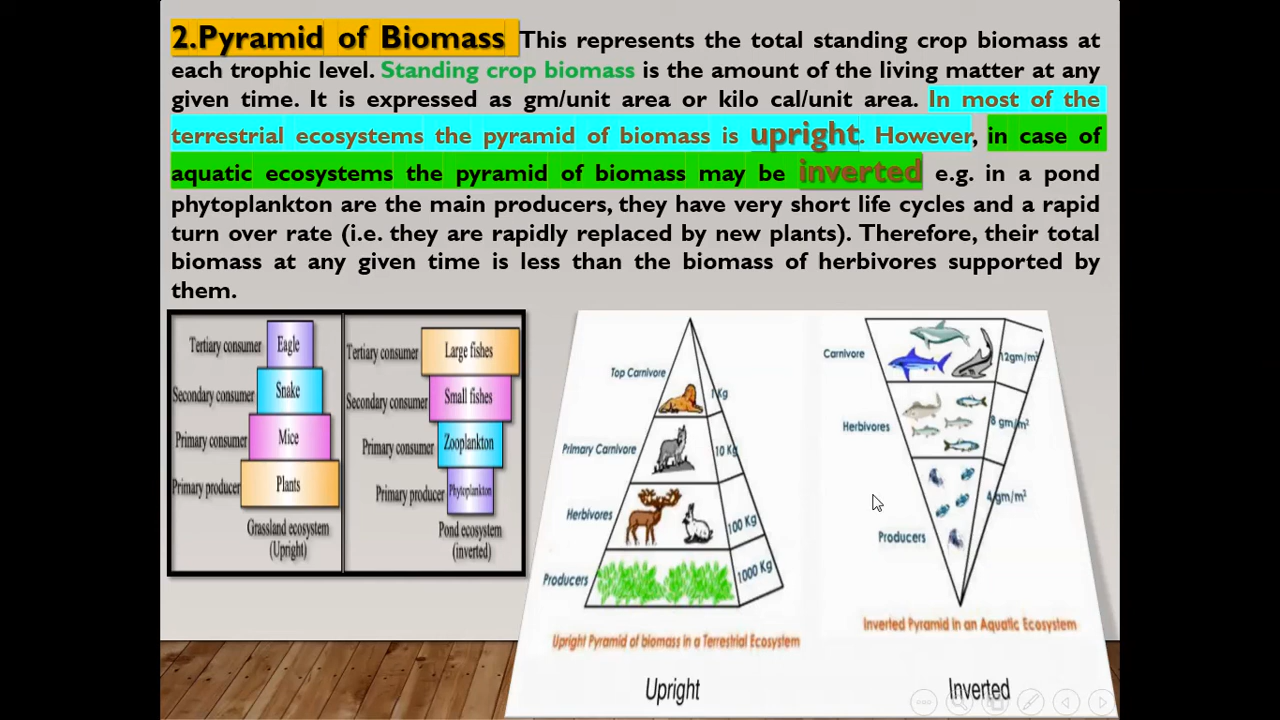 2.Pyramid of Biomass This represents the total standing crop biomass at
each trophic level. Standing crop biomass is the amount of the living matter at any
given time. It is expressed as gm/unit area or kilo cal/unit area. In most of the
terrestrial ecosystems the pyramid of biomass is upright. However, in case of
aquatic ecosystems the pyramid of biomass may be inverted e.g. in a pond
phytoplankton are the main producers, they have very short life cycles and a rapid
turn over rate (i.e. they are rapidly replaced by new plants). Therefore, their total
biomass at any given time is less than the biomass of herbivores supported by
them.
Tertiary consumer Eagle
Secondary consumer Snake
Primary consumer Mice
Primary producer Plants
Grassland ecosystem
(Upright)
Tertiary consumer Large fishes
Secondary consumer Small fishes
Primary consumer Zooplankton
Primary producer Phytoplankton
Pond ecosystem
(inverted)
Top Carnivore 1 Kg
Primary Carnivore 10 Kg
Herbivores 100 Kg
Producers 1000 Kg
Upright Pyramid of biomass in a Terrestrial Ecosystem
Upright
Carnivore 12gm/m²
Herbivores 8 gm/m²
Producers 4 gm/m²
Inverted Pyramid in an Aquatic Ecosystem
Inverted